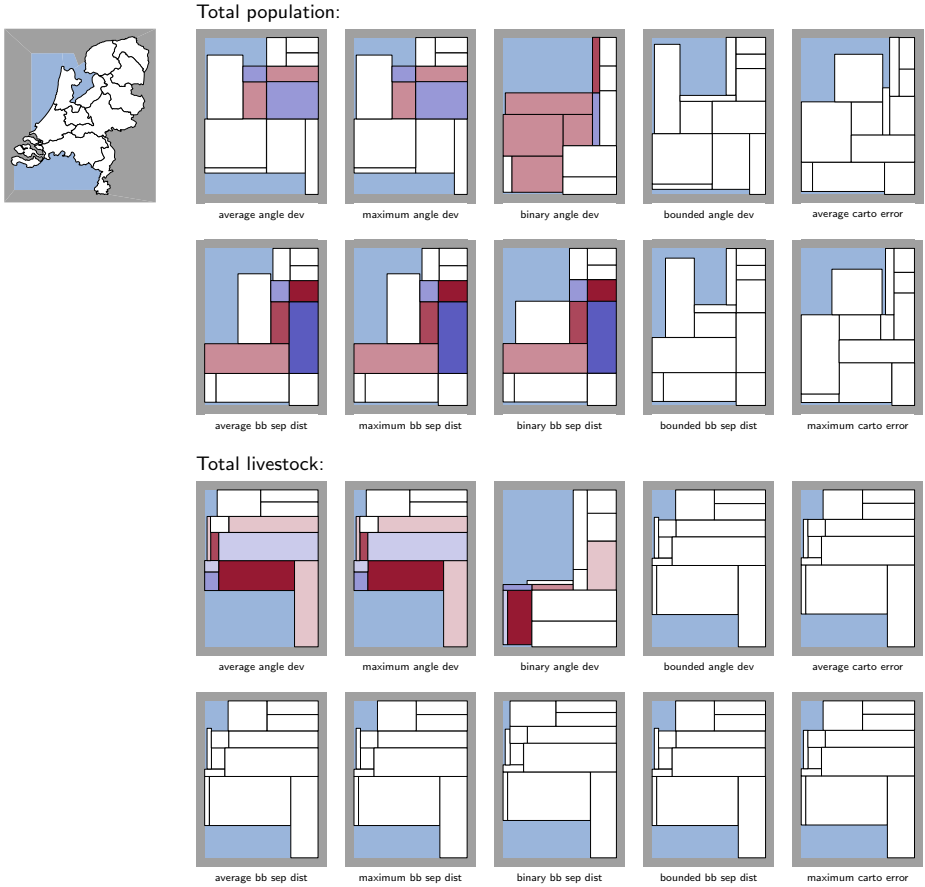 Total population:
average angle dev
maximum angle dev
binary angle dev
bounded angle dev
average carto error
average bb sep dist
maximum bb sep dist
binary bb sep dist
bounded bb sep dist
maximum carto error
Total livestock:
average angle dev
maximum angle dev
binary angle dev
bounded angle dev
average carto error
average bb sep dist
maximum bb sep dist
binary bb sep dist
bounded bb sep dist
maximum carto error